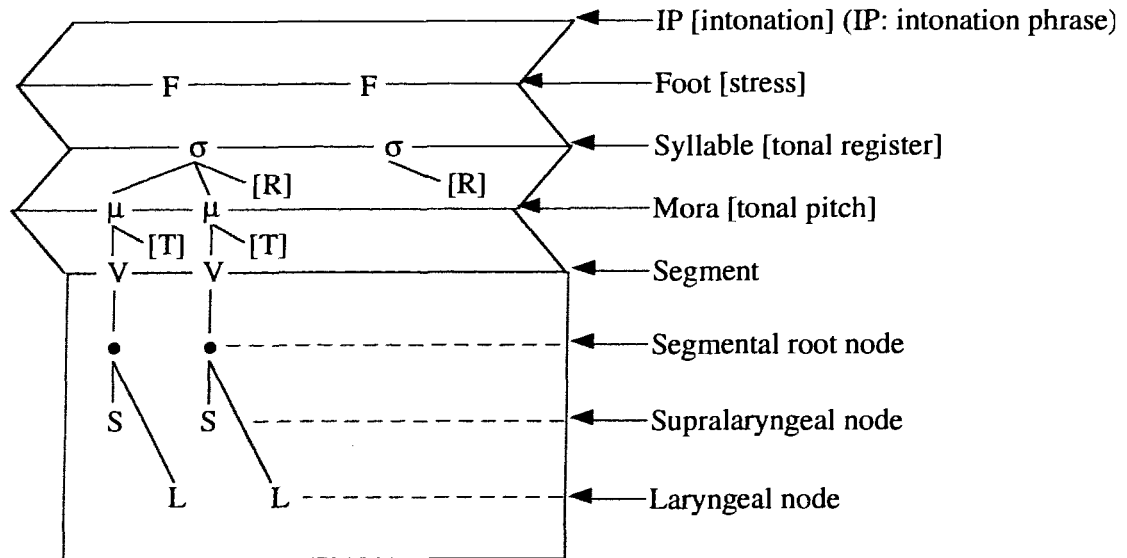 IP [intonation] (IP: intonation phrase)
F F Foot [stress]
σ σ Syllable [tonal register]
[R] [R]
μ μ Mora [tonal pitch]
[T] [T]
V V Segment
Segmental root node
S S Supralaryngeal node
L L Laryngeal node